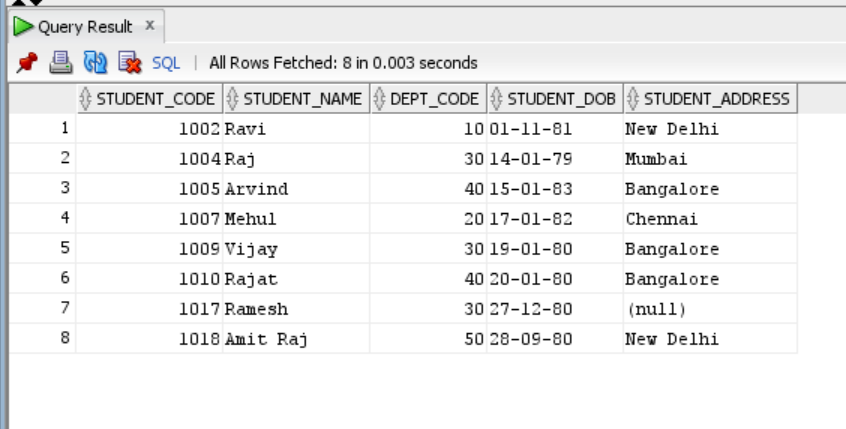 Query Result x
SQL | All Rows Fetched: 8 in 0.003 seconds
STUDENT_CODE STUDENT_NAME DEPT_CODE STUDENT_DOB STUDENT_ADDRESS
1 1002 Ravi 10 01-11-81 New Delhi
2 1004 Raj 30 14-01-79 Mumbai
3 1005 Arvind 40 15-01-83 Bangalore
4 1007 Mehul 20 17-01-82 Chennai
5 1009 Vijay 30 19-01-80 Bangalore
6 1010 Rajat 40 20-01-80 Bangalore
7 1017 Ramesh 30 27-12-80 (null)
8 1018 Amit Raj 50 28-09-80 New Delhi